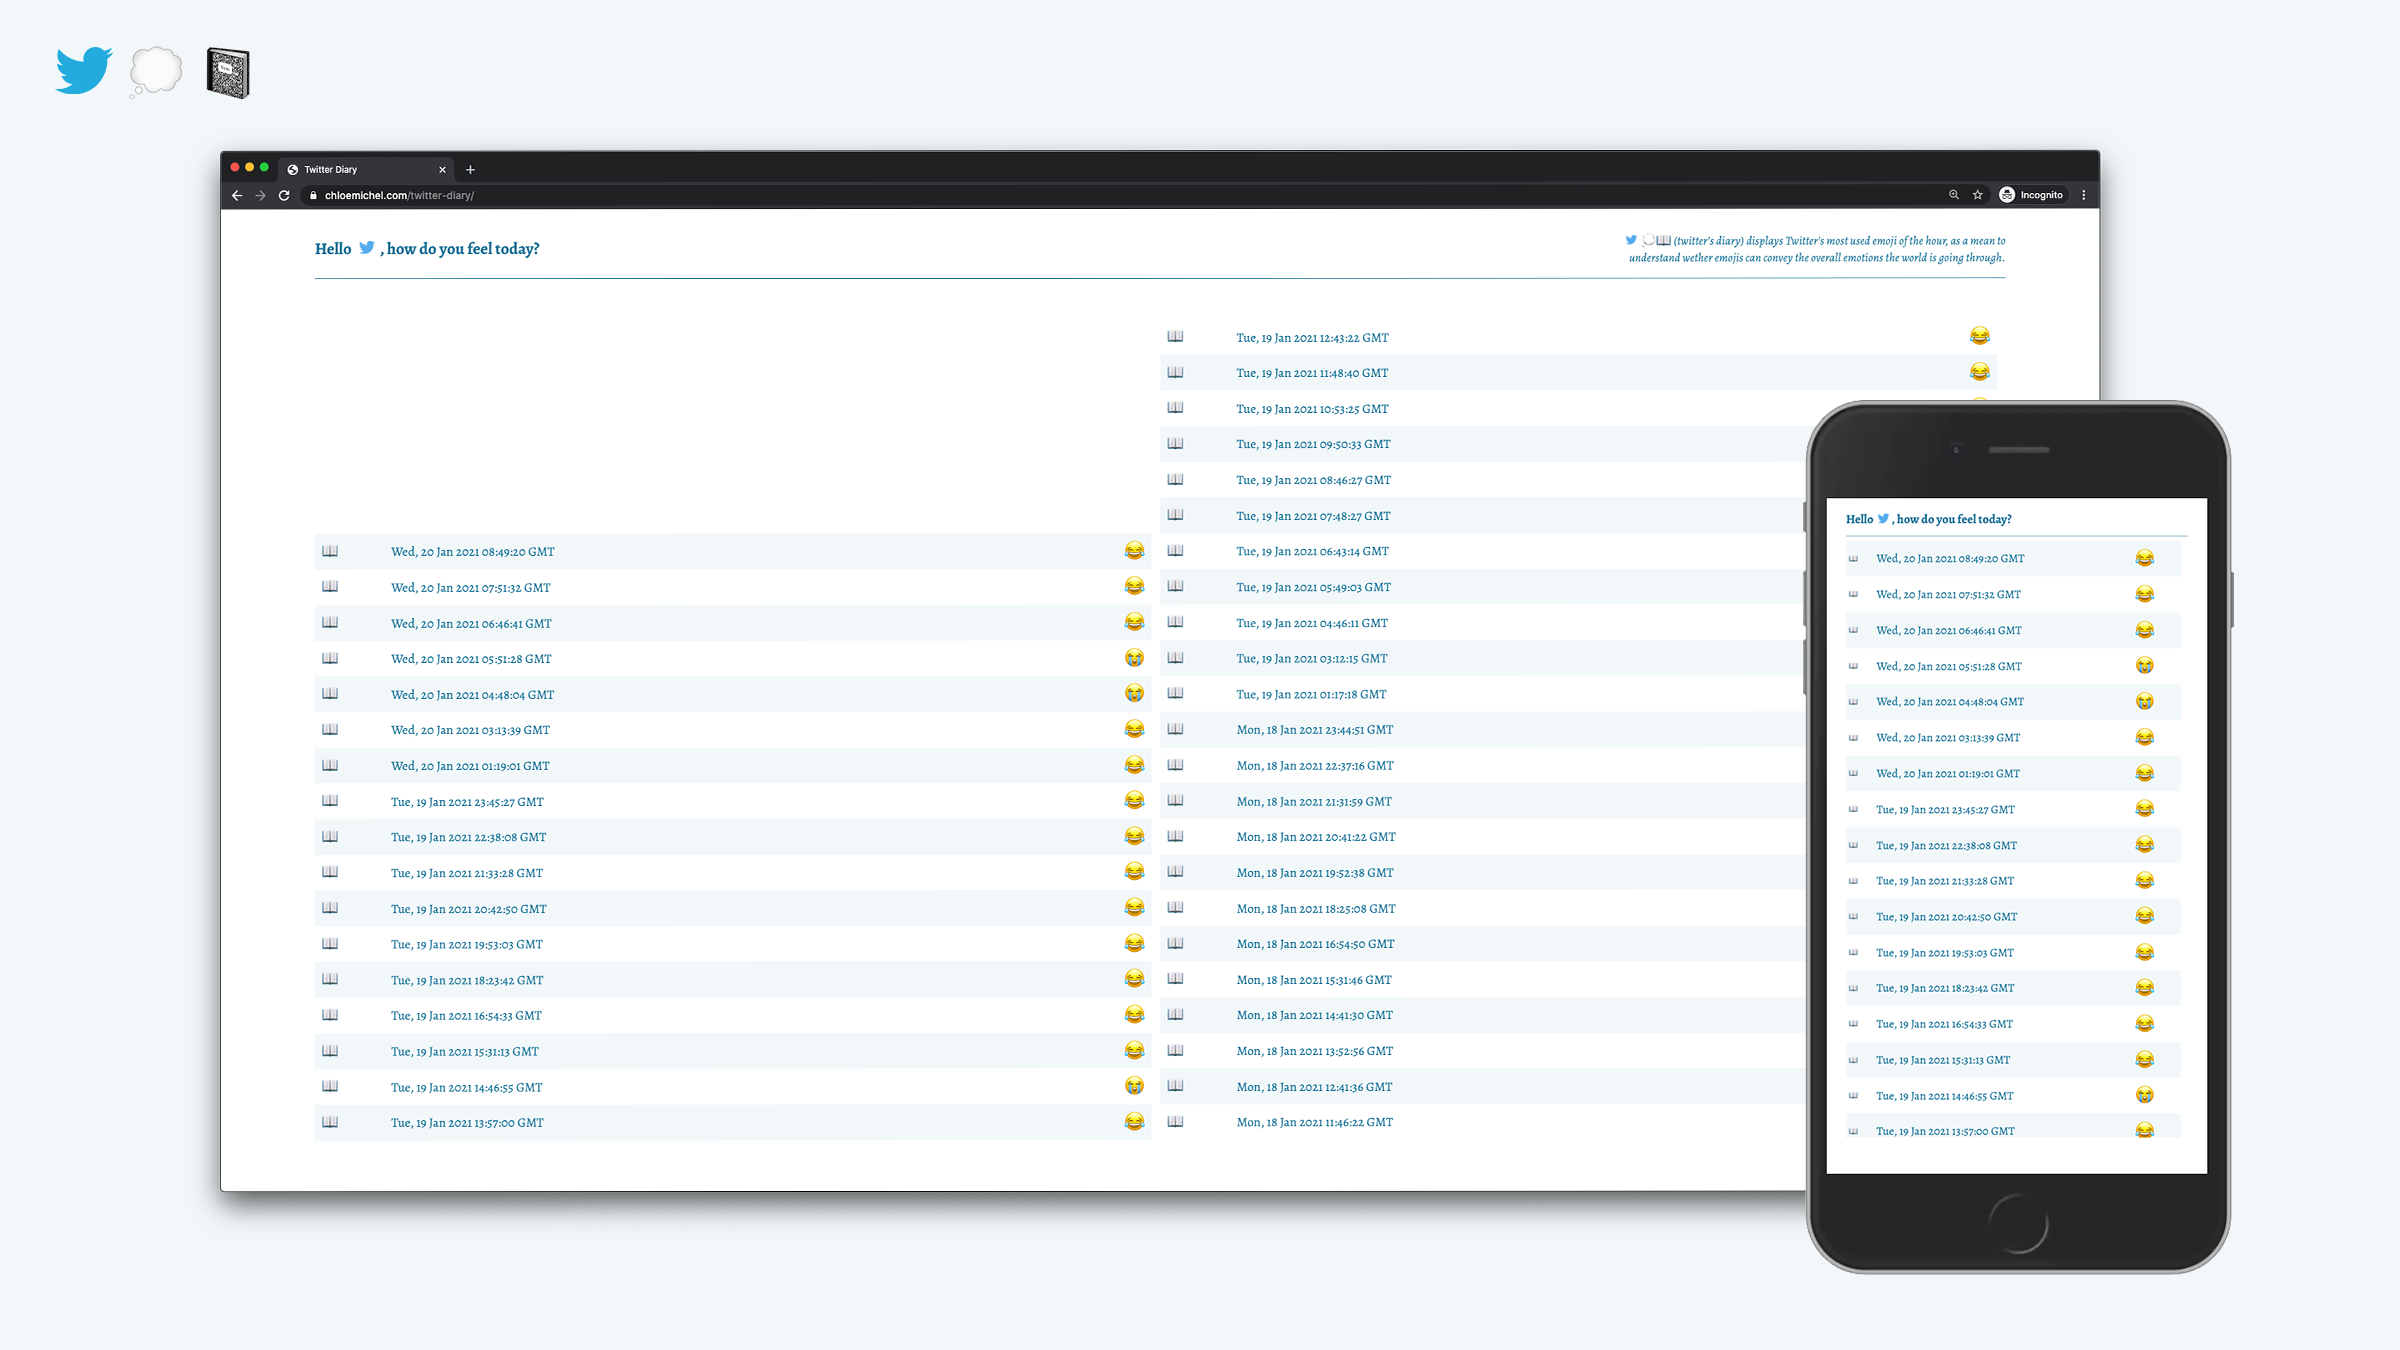 Twitter Diary
chloemichel.com/twitter-diary/
Incognito
Hello 🐦, how do you feel today?
(twitter's diary) displays Twitter's most used emoji of the hour, as a mean to
understand wether emojis can convey the overall emotions the world is going through.
Wed, 20 Jan 2021 08:49:20 GMT
Wed, 20 Jan 2021 07:51:32 GMT
Wed, 20 Jan 2021 06:46:41 GMT
Wed, 20 Jan 2021 05:51:28 GMT
Wed, 20 Jan 2021 04:48:04 GMT
Wed, 20 Jan 2021 03:13:39 GMT
Wed, 20 Jan 2021 01:19:01 GMT
Tue, 19 Jan 2021 23:45:27 GMT
Tue, 19 Jan 2021 22:38:08 GMT
Tue, 19 Jan 2021 21:33:28 GMT
Tue, 19 Jan 2021 20:42:50 GMT
Tue, 19 Jan 2021 19:53:03 GMT
Tue, 19 Jan 2021 18:23:42 GMT
Tue, 19 Jan 2021 16:54:33 GMT
Tue, 19 Jan 2021 15:31:13 GMT
Tue, 19 Jan 2021 14:46:55 GMT
Tue, 19 Jan 2021 13:57:00 GMT
Tue, 19 Jan 2021 12:43:22 GMT
Tue, 19 Jan 2021 11:48:40 GMT
Tue, 19 Jan 2021 10:53:25 GMT
Tue, 19 Jan 2021 09:50:33 GMT
Tue, 19 Jan 2021 08:46:27 GMT
Tue, 19 Jan 2021 07:48:27 GMT
Tue, 19 Jan 2021 06:43:14 GMT
Tue, 19 Jan 2021 05:49:03 GMT
Tue, 19 Jan 2021 04:46:11 GMT
Tue, 19 Jan 2021 03:12:15 GMT
Tue, 19 Jan 2021 01:17:18 GMT
Mon, 18 Jan 2021 23:44:51 GMT
Mon, 18 Jan 2021 22:37:16 GMT
Mon, 18 Jan 2021 21:31:59 GMT
Mon, 18 Jan 2021 20:41:22 GMT
Mon, 18 Jan 2021 19:52:38 GMT
Mon, 18 Jan 2021 18:25:08 GMT
Mon, 18 Jan 2021 16:54:50 GMT
Mon, 18 Jan 2021 15:31:46 GMT
Mon, 18 Jan 2021 14:41:30 GMT
Mon, 18 Jan 2021 13:52:56 GMT
Mon, 18 Jan 2021 12:41:36 GMT
Mon, 18 Jan 2021 11:46:22 GMT
Hello 🐦, how do you feel today?
Wed, 20 Jan 2021 08:49:20 GMT
Wed, 20 Jan 2021 07:51:32 GMT
Wed, 20 Jan 2021 06:46:41 GMT
Wed, 20 Jan 2021 05:51:28 GMT
Wed, 20 Jan 2021 04:48:04 GMT
Wed, 20 Jan 2021 03:13:39 GMT
Wed, 20 Jan 2021 01:19:01 GMT
Tue, 19 Jan 2021 23:45:27 GMT
Tue, 19 Jan 2021 22:38:08 GMT
Tue, 19 Jan 2021 21:33:28 GMT
Tue, 19 Jan 2021 20:42:50 GMT
Tue, 19 Jan 2021 19:53:03 GMT
Tue, 19 Jan 2021 18:23:42 GMT
Tue, 19 Jan 2021 16:54:33 GMT
Tue, 19 Jan 2021 15:31:13 GMT
Tue, 19 Jan 2021 14:46:55 GMT
Tue, 19 Jan 2021 13:57:00 GMT